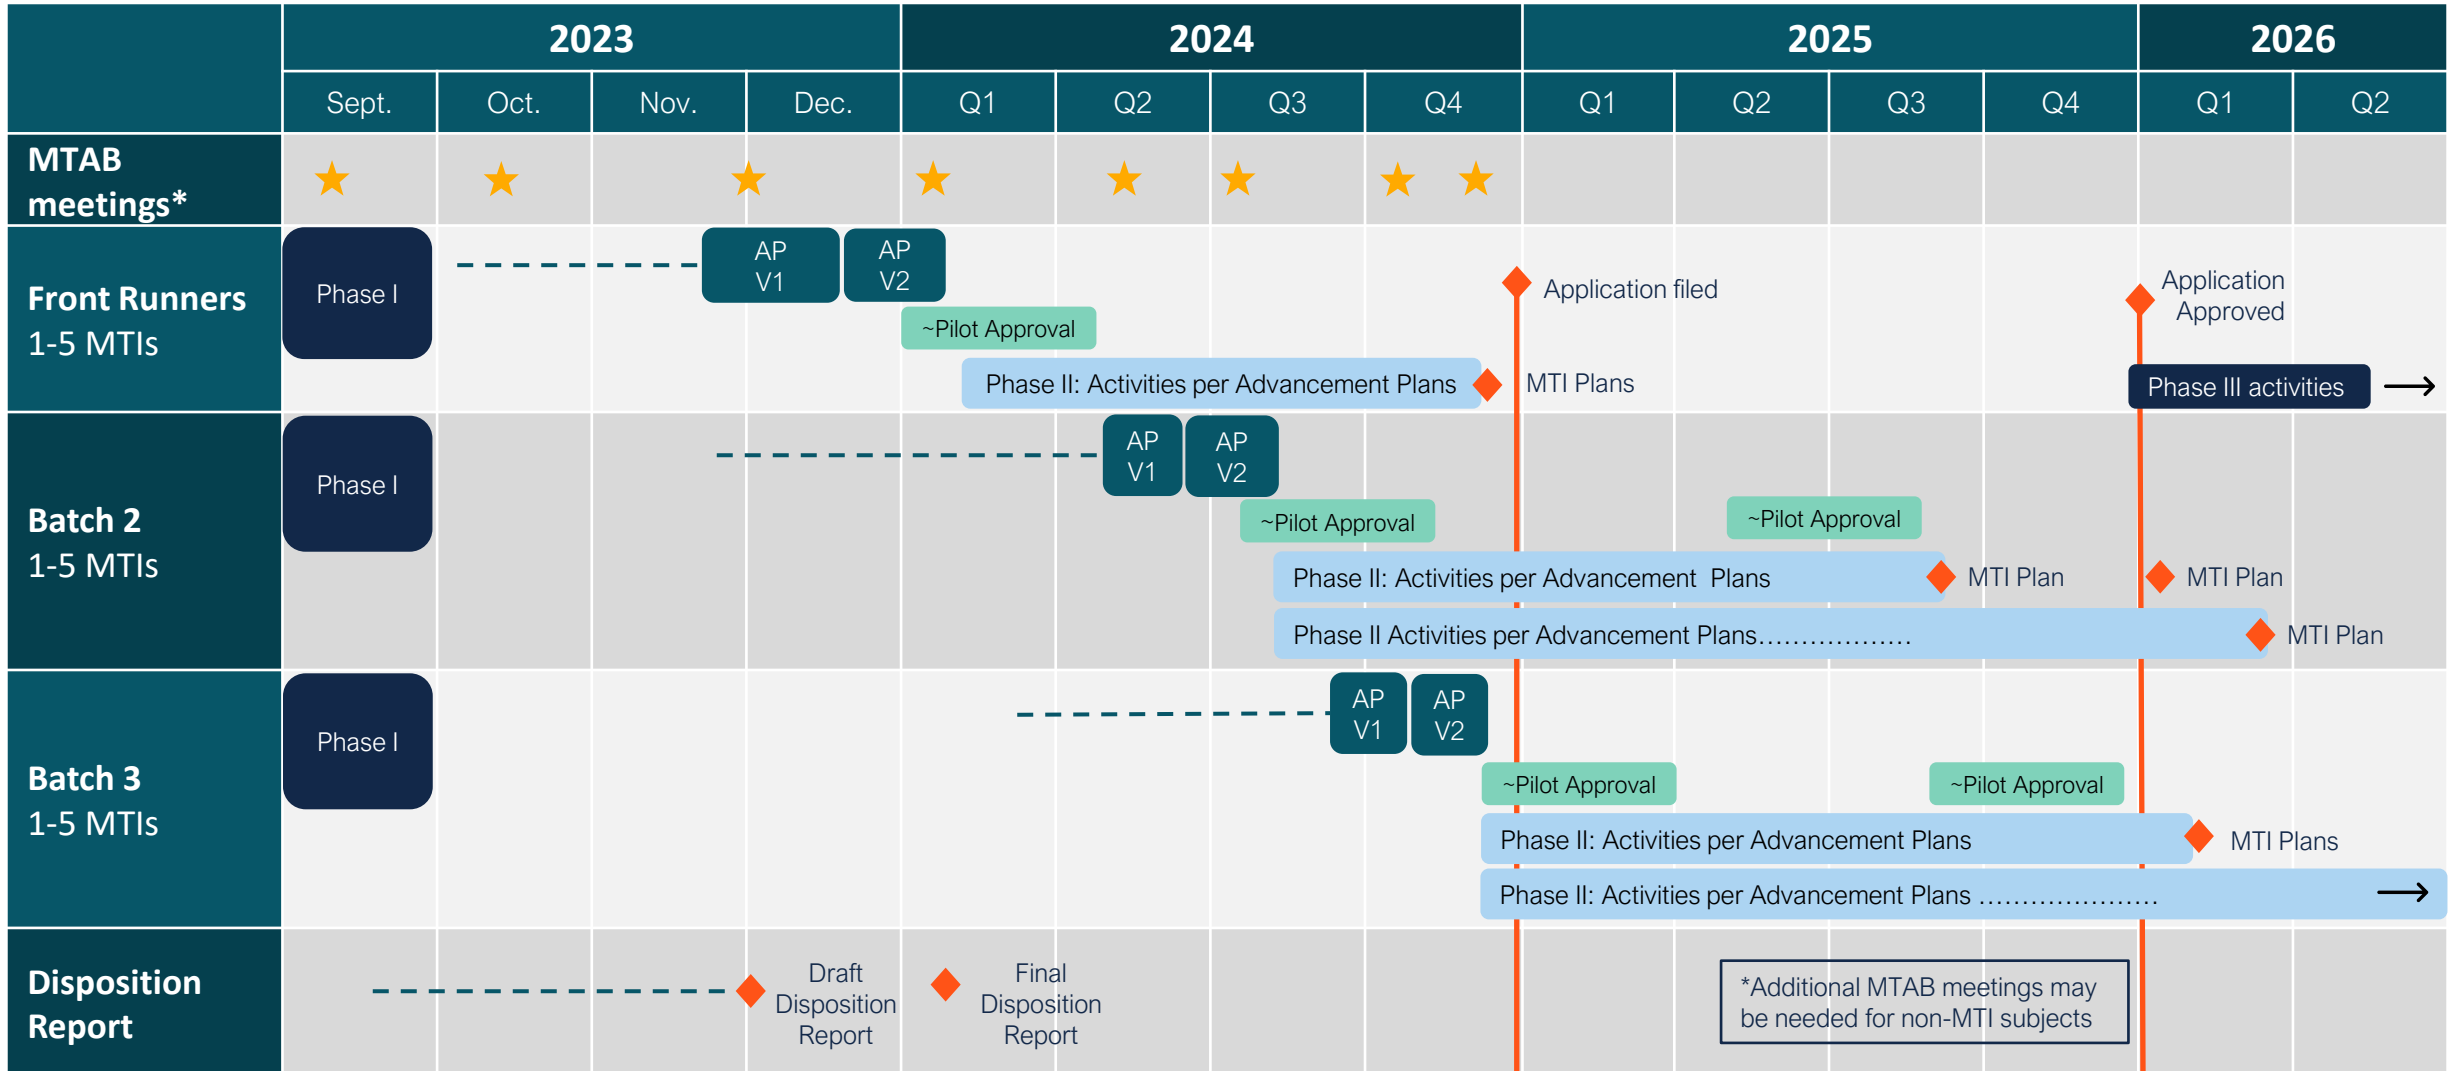 2023
2024
2025
2026
Sept.
Oct.
Nov.
Dec.
Q1
Q2
Q3
Q4
Q1
Q2
Q3
Q4
Q1
Q2
MTAB
meetings*
Front Runners
1-5 MTIs
Phase I
AP
V1
AP
V2
~Pilot Approval
Phase II: Activities per Advancement Plans
MTI Plans
Application filed
Application
Approved
Phase III activities
Batch 2
1-5 MTIs
Phase I
AP
V1
AP
V2
~Pilot Approval
~Pilot Approval
Phase II: Activities per Advancement Plans
MTI Plan
MTI Plan
Phase II Activities per Advancement Plans..................
MTI Plan
Batch 3
1-5 MTIs
Phase I
AP
V1
AP
V2
~Pilot Approval
~Pilot Approval
Phase II: Activities per Advancement Plans
MTI Plans
Phase II: Activities per Advancement Plans .....................
Disposition
Report
Draft
Disposition
Report
Final
Disposition
Report
*Additional MTAB meetings may
be needed for non-MTI subjects